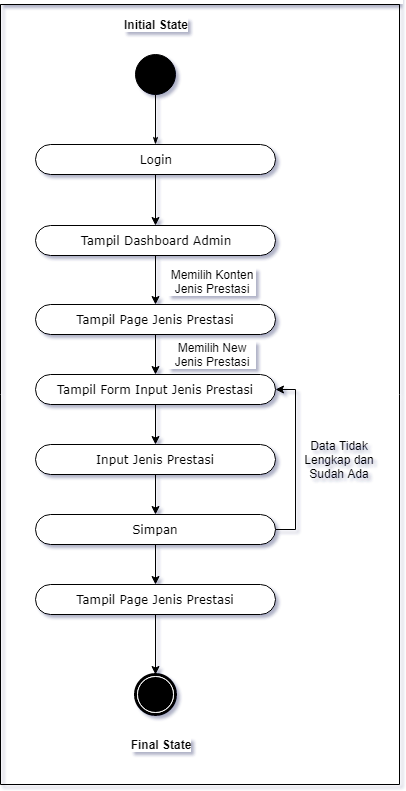 Initial State
Login
Tampil Dashboard Admin
Memilih Konten
Jenis Prestasi
Tampil Page Jenis Prestasi
Memilih New
Jenis Prestasi
Tampil Form Input Jenis Prestasi
Data Tidak
Lengkap dan
Sudah Ada
Input Jenis Prestasi
Simpan
Tampil Page Jenis Prestasi
Final State